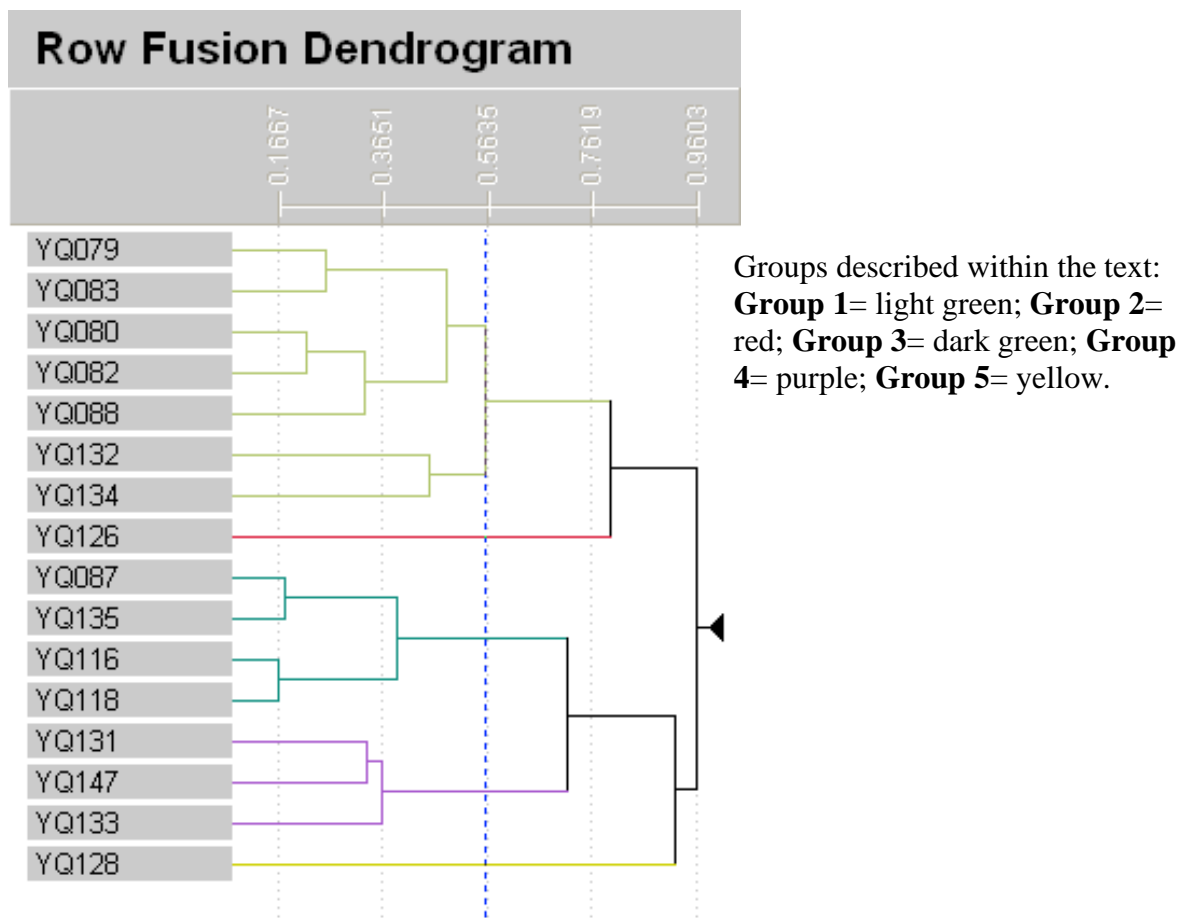 Row Fusion Dendrogram
0.1667
0.3651
0.5635
0.7619
0.9603
YQ079
YQ083
YQ080
YQ082
YQ088
YQ132
YQ134
YQ126
YQ087
YQ135
YQ116
YQ118
YQ131
YQ147
YQ133
YQ128
Groups described within the text:
Group 1= light green; Group 2=
red; Group 3= dark green; Group
4= purple; Group 5= yellow.